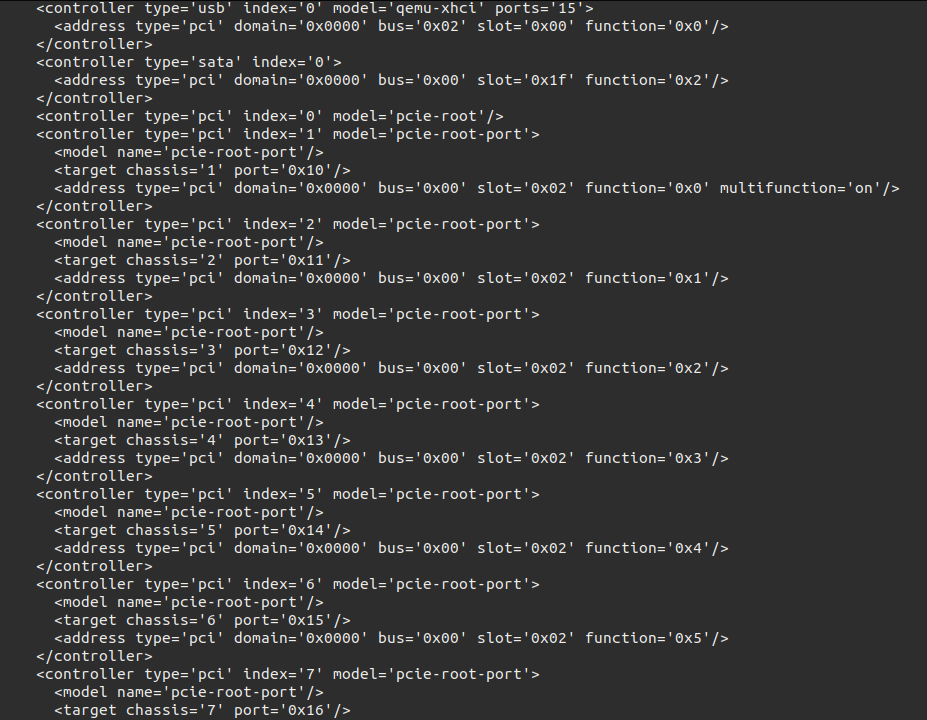 <controller type='usb' index='0' model='qemu-xhci' ports='15'>
  <address type='pci' domain='0x0000' bus='0x02' slot='0x00' function='0x0'/>
</controller>
<controller type='sata' index='0'>
  <address type='pci' domain='0x0000' bus='0x00' slot='0x1f' function='0x2'/>
</controller>
<controller type='pci' index='0' model='pcie-root'/>
<controller type='pci' index='1' model='pcie-root-port'>
  <model name='pcie-root-port'/>
  <target chassis='1' port='0x10'/>
  <address type='pci' domain='0x0000' bus='0x00' slot='0x02' function='0x0' multifunction='on'/>
</controller>
<controller type='pci' index='2' model='pcie-root-port'>
  <model name='pcie-root-port'/>
  <target chassis='2' port='0x11'/>
  <address type='pci' domain='0x0000' bus='0x00' slot='0x02' function='0x1'/>
</controller>
<controller type='pci' index='3' model='pcie-root-port'>
  <model name='pcie-root-port'/>
  <target chassis='3' port='0x12'/>
  <address type='pci' domain='0x0000' bus='0x00' slot='0x02' function='0x2'/>
</controller>
<controller type='pci' index='4' model='pcie-root-port'>
  <model name='pcie-root-port'/>
  <target chassis='4' port='0x13'/>
  <address type='pci' domain='0x0000' bus='0x00' slot='0x02' function='0x3'/>
</controller>
<controller type='pci' index='5' model='pcie-root-port'>
  <model name='pcie-root-port'/>
  <target chassis='5' port='0x14'/>
  <address type='pci' domain='0x0000' bus='0x00' slot='0x02' function='0x4'/>
</controller>
<controller type='pci' index='6' model='pcie-root-port'>
  <model name='pcie-root-port'/>
  <target chassis='6' port='0x15'/>
  <address type='pci' domain='0x0000' bus='0x00' slot='0x02' function='0x5'/>
</controller>
<controller type='pci' index='7' model='pcie-root-port'>
  <model name='pcie-root-port'/>
  <target chassis='7' port='0x16'/>